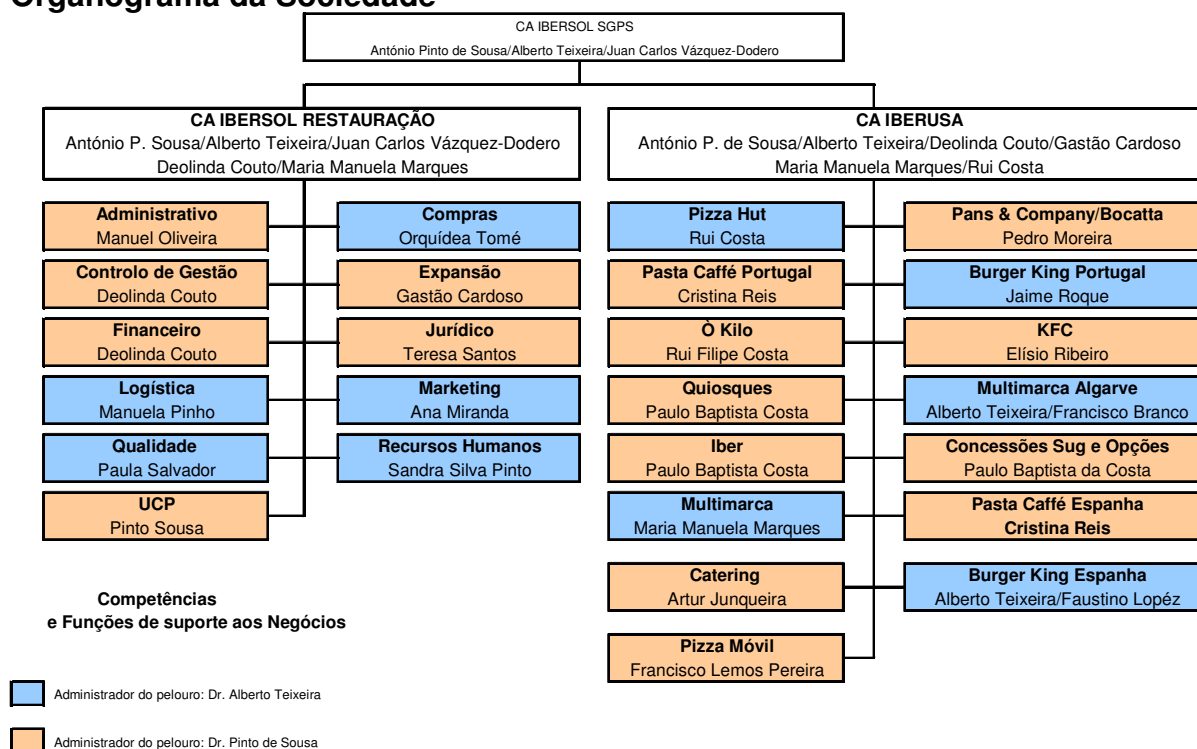 Organograma da Sociedade
CA IBERSOL SGPS
António Pinto de Sousa/Alberto Teixeira/Juan Carlos Vázquez-Dodero
CA IBERSOL RESTAURAÇÃO
António P. Sousa/Alberto Teixeira/Juan Carlos Vázquez-Dodero
Deolinda Couto/Maria Manuela Marques
CA IBERUSA
António P. de Sousa/Alberto Teixeira/Deolinda Couto/Gastão Cardoso
Maria Manuela Marques/Rui Costa
Administrativo
Manuel Oliveira
Compras
Orquídea Tomé
Controlo de Gestão
Deolinda Couto
Expansão
Gastão Cardoso
Financeiro
Deolinda Couto
Jurídico
Teresa Santos
Logística
Manuela Pinho
Marketing
Ana Miranda
Qualidade
Paula Salvador
Recursos Humanos
Sandra Silva Pinto
UCP
Pinto Sousa
Pizza Hut
Rui Costa
Pans & Company/Bocatta
Pedro Moreira
Pasta Caffé Portugal
Cristina Reis
Burger King Portugal
Jaime Roque
Ò Kilo
Rui Filipe Costa
KFC
Elísio Ribeiro
Quiosques
Paulo Baptista Costa
Multimarca Algarve
Alberto Teixeira/Francisco Branco
Iber
Paulo Baptista Costa
Concessões Sug e Opções
Paulo Baptista da Costa
Multimarca
Maria Manuela Marques
Pasta Caffé Espanha
Cristina Reis
Catering
Artur Junqueira
Burger King Espanha
Alberto Teixeira/Faustino Lopéz
Pizza Móvil
Francisco Lemos Pereira
Competências
e Funções de suporte aos Negócios
Administrador do pelouro: Dr. Alberto Teixeira
Administrador do pelouro: Dr. Pinto de Sousa